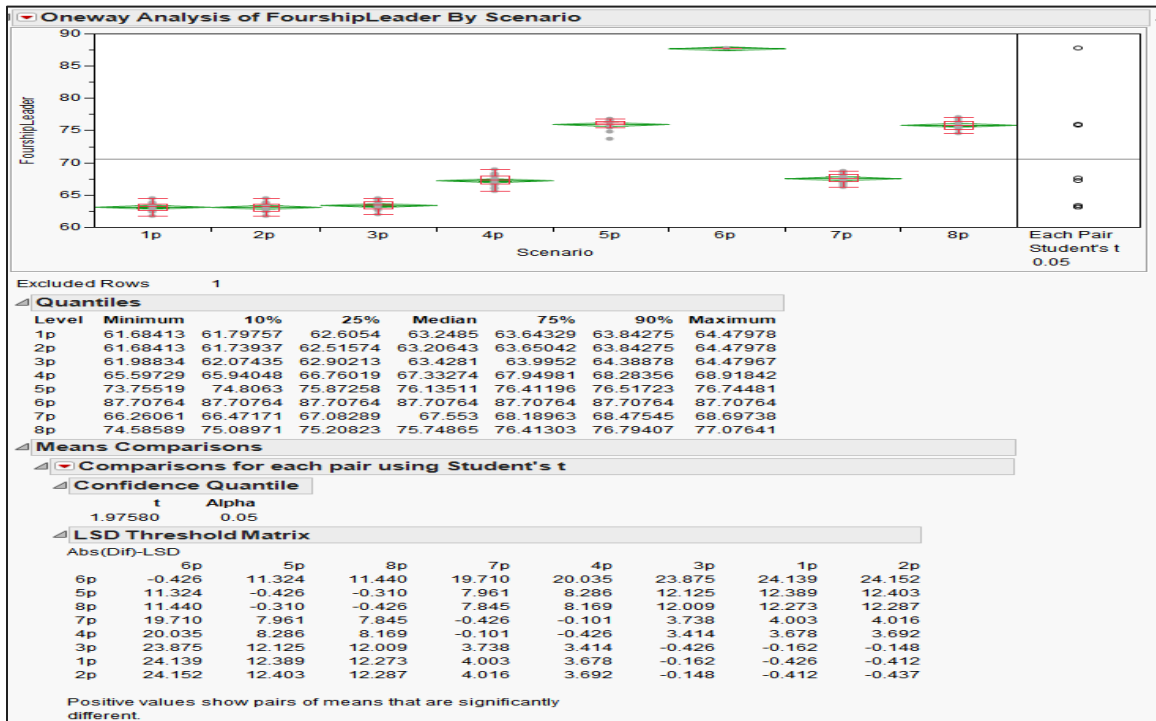 Oneway Analysis of FourshipLeader By Scenario
90
85
80
75
70
65
60
FourshipLeader
1p 2p 3p 4p 5p 6p 7p 8p
Scenario
Each Pair
Student's t
0.05
Excluded Rows 1
Quantiles
Level Minimum 10% 25% Median 75% 90% Maximum
1p 61.68413 61.79757 62.6054 63.2485 63.64329 63.84275 64.47978
2p 61.68413 61.73937 62.51574 63.20643 63.65042 63.84275 64.47978
3p 61.98834 62.07435 62.90213 63.4281 63.9952 64.38878 64.47967
4p 65.59729 65.94048 66.76019 67.33274 67.94981 68.28356 68.91842
5p 73.75519 74.8063 75.87258 76.13511 76.41196 76.51723 76.74481
6p 87.70764 87.70764 87.70764 87.70764 87.70764 87.70764 87.70764
7p 66.26061 66.47171 67.08289 67.553 68.18963 68.47545 68.69738
8p 74.58589 75.08971 75.20823 75.74865 76.41303 76.79407 77.07641
Means Comparisons
Comparisons for each pair using Student's t
Confidence Quantile
t Alpha
1.97580 0.05
LSD Threshold Matrix
Abs(Dif)-LSD
6p 5p 8p 7p 4p 3p 1p 2p
6p -0.426 11.324 11.440 19.710 20.035 23.875 24.139 24.152
5p 11.324 -0.426 -0.310 7.961 8.286 12.125 12.389 12.403
8p 11.440 -0.310 -0.426 7.845 8.169 12.009 12.273 12.287
7p 19.710 7.961 7.845 -0.426 -0.101 3.738 4.003 4.016
4p 20.035 8.286 8.169 -0.101 -0.426 3.414 3.678 3.692
3p 23.875 12.125 12.009 3.738 3.414 -0.426 -0.162 -0.148
1p 24.139 12.389 12.273 4.003 3.678 -0.162 -0.426 -0.412
2p 24.152 12.403 12.287 4.016 3.692 -0.148 -0.412 -0.437
Positive values show pairs of means that are significantly
different.